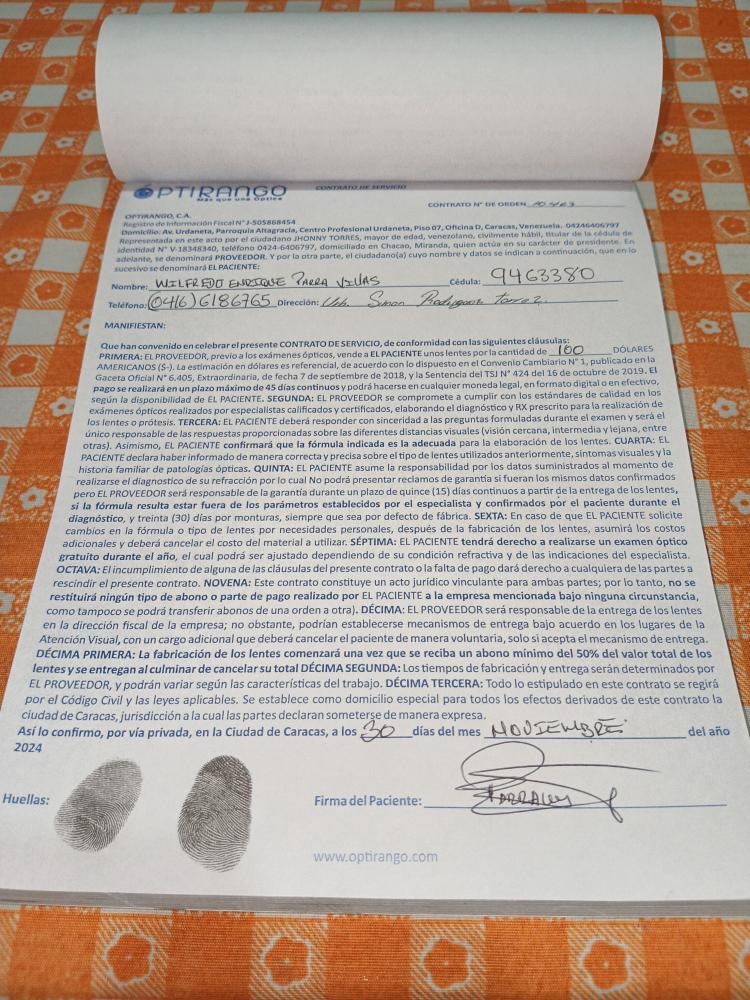 OPTIRANGO
Más que una Óptica
CONTRATO DE SERVICIO
CONTRATO N° DE ORDEN
OPTIRANGO, C.A.
Registro de Información Fiscal N° J-505868454
Domicilio: Av. Urdaneta, Parroquia Altagracia, Centro Profesional Urdaneta, Piso 07, Oficina D, Caracas, Venezuela. 04246406797
Representada en este acto por el ciudadano JHONNY TORRES, mayor de edad, venezolano, civilmente hábil, titular de la cédula de
identidad N° V-18348340, teléfono 0424-6406797, domiciliado en Chacao, Miranda, quien actúa en su carácter de presidente. En
adelante, se denominará PROVEEDOR. Y por la otra parte, el ciudadano(a) cuyo nombre y datos se indican a continuación, que en lo
sucesivo se denominará EL PACIENTE:
Nombre: WILFREDO ENRIQUE PARRA VILLAS Cédula: 9463380
Teléfono: (0416) 6186765 Dirección: Urb. Simon Rodriguez torre 2.
MANIFIESTAN:
Que han convenido en celebrar el presente CONTRATO DE SERVICIO, de conformidad con las siguientes cláusulas:
PRIMERA: EL PROVEEDOR, previo a los exámenes ópticos, vende a EL PACIENTE unos lentes por la cantidad de 100 DÓLARES
AMERICANOS ($-). La estimación en dólares es referencial, de acuerdo con lo dispuesto en el Convenio Cambiario N° 1, publicado en la
Gaceta Oficial N° 6.405, Extraordinaria, de fecha 7 de septiembre de 2018, y la Sentencia del TSJ N° 424 del 16 de octubre de 2019. El
pago se realizará en un plazo máximo de 45 días continuos y podrá hacerse en cualquier moneda legal, en formato digital o en efectivo,
según la disponibilidad de EL PACIENTE. SEGUNDA: EL PROVEEDOR se compromete a cumplir con los estándares de calidad en los
exámenes ópticos realizados por especialistas calificados y certificados, elaborando el diagnóstico y RX prescrito para la realización de
los lentes o prótesis. TERCERA: EL PACIENTE deberá responder con sinceridad a las preguntas formuladas durante el examen y será el
único responsable de las respuestas proporcionadas sobre las diferentes distancias visuales (visión cercana, intermedia y lejana, entre
otras). Asimismo, EL PACIENTE confirmará que la fórmula indicada es la adecuada para la elaboración de los lentes. CUARTA: EL
PACIENTE declara haber informado de manera correcta y precisa sobre el tipo de lentes utilizados anteriormente, síntomas visuales y la
historia familiar de patologías ópticas. QUINTA: EL PACIENTE asume la responsabilidad por los datos suministrados al momento de
realizarse el diagnostico de su refracción por lo cual No podrá presentar reclamos de garantía si fueran los mismos datos confirmados
pero EL PROVEEDOR será responsable de la garantía durante un plazo de quince (15) días continuos a partir de la entrega de los lentes,
si la fórmula resulta estar fuera de los parámetros establecidos por el especialista y confirmados por el paciente durante el
diagnóstico, y treinta (30) días por monturas, siempre que sea por defecto de fábrica. SEXTA: En caso de que EL PACIENTE solicite
cambios en la fórmula o tipo de lentes por necesidades personales, después de la fabricación de los lentes, asumirá los costos
adicionales y deberá cancelar el costo del material a utilizar. SÉPTIMA: EL PACIENTE tendrá derecho a realizarse un examen óptico
gratuito durante el año, el cual podrá ser ajustado dependiendo de su condición refractiva y de las indicaciones del especialista.
OCTAVA: El incumplimiento de alguna de las cláusulas del presente contrato o la falta de pago dará derecho a cualquiera de las partes a
rescindir el presente contrato. NOVENA: Este contrato constituye un acto jurídico vinculante para ambas partes; por lo tanto, no se
restituirá ningún tipo de abono o parte de pago realizado por EL PACIENTE a la empresa mencionada bajo ninguna circunstancia,
como tampoco se podrá transferir abonos de una orden a otra). DÉCIMA: EL PROVEEDOR será responsable de la entrega de los lentes
en la dirección fiscal de la empresa; no obstante, podrían establecerse mecanismos de entrega bajo acuerdo en los lugares de la
Atención Visual, con un cargo adicional que deberá cancelar el paciente de manera voluntaria, solo si acepta el mecanismo de entrega.
DÉCIMA PRIMERA: La fabricación de los lentes comenzará una vez que se reciba un abono mínimo del 50% del valor total de los
lentes y se entregan al culminar de cancelar su total DÉCIMA SEGUNDA: Los tiempos de fabricación y entrega serán determinados por
EL PROVEEDOR, y podrán variar según las características del trabajo. DÉCIMA TERCERA: Todo lo estipulado en este contrato se regirá
por el Código Civil y las leyes aplicables. Se establece como domicilio especial para todos los efectos derivados de este contrato la
ciudad de Caracas, jurisdicción a la cual las partes declaran someterse de manera expresa.
Así lo confirmo, por vía privada, en la Ciudad de Caracas, a los 30 días del mes NOVIEMBRE del año
2024
Huellas:
Firma del Paciente:
www.optirango.com